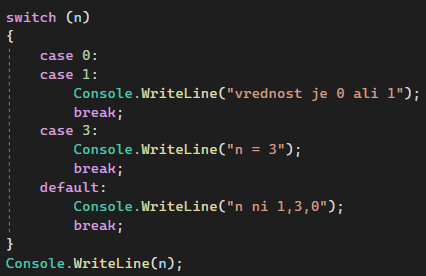 switch (n)
{
    case 0:
    case 1:
        Console.WriteLine("vrednost je 0 ali 1");
        break;
    case 3:
        Console.WriteLine("n = 3");
        break;
    default:
        Console.WriteLine("n ni 1,3,0");
        break;
}
Console.WriteLine(n);